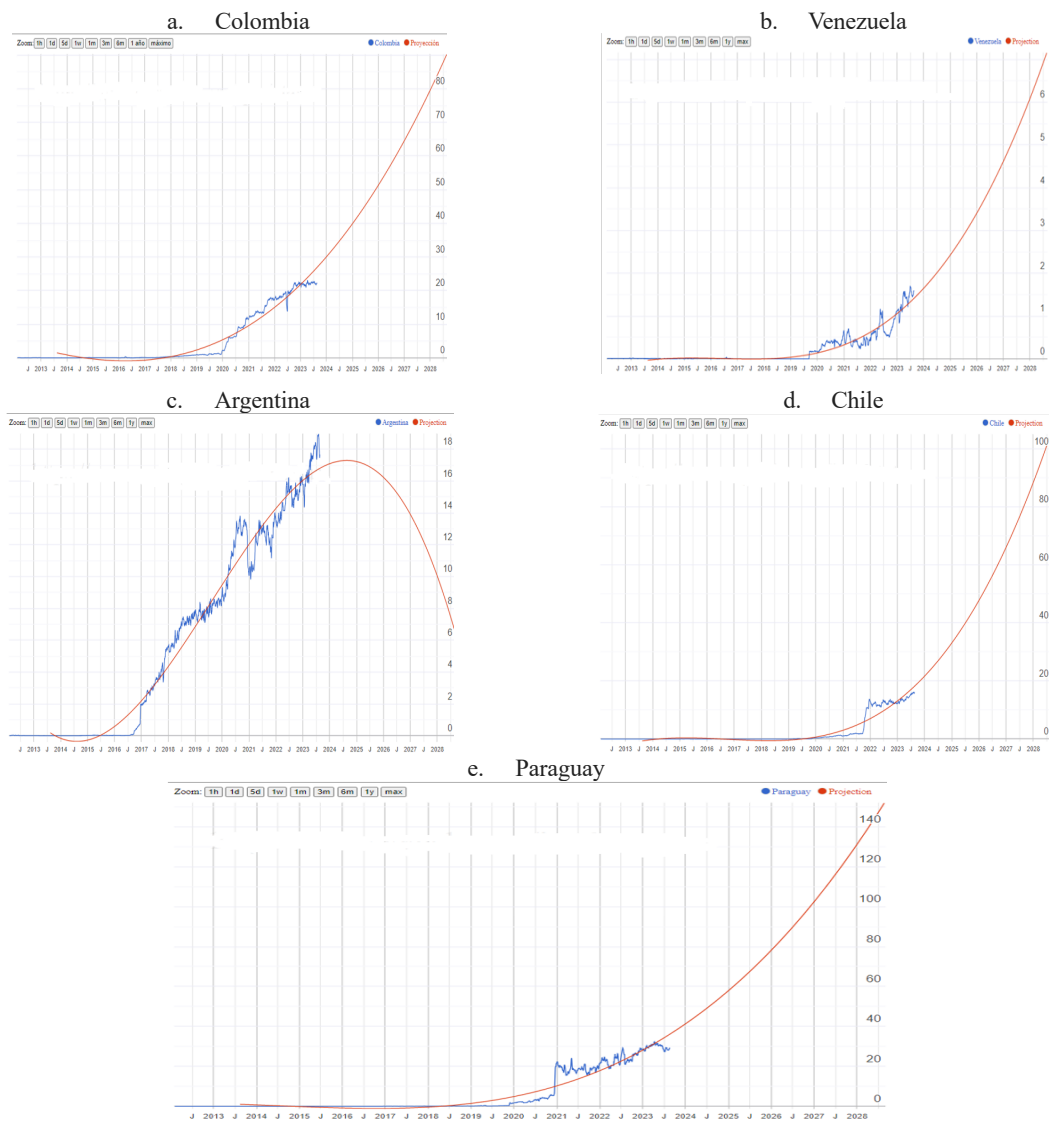 a. Colombia
Zoom: 1h 1d 5d 1w 1m 3m 6m 1 año máximo
Colombia Proyección
80
70
60
50
40
30
20
10
0
J 2013 J 2014 J 2015 J 2016 J 2017 J 2018 J 2019 J 2020 J 2021 J 2022 J 2023 J 2024 J 2025 J 2026 J 2027 J 2028
b. Venezuela
Zoom: 1h 1d 5d 1w 1m 3m 6m 1y max
Venezuela Projection
6
5
4
3
2
1
0
J 2013 J 2014 J 2015 J 2016 J 2017 J 2018 J 2019 J 2020 J 2021 J 2022 J 2023 J 2024 J 2025 J 2026 J 2027 J 2028
c. Argentina
Zoom: 1h 1d 5d 1w 1m 3m 6m 1y max
Argentina Projection
18
16
14
12
10
8
6
4
2
0
J 2013 J 2014 J 2015 J 2016 J 2017 J 2018 J 2019 J 2020 J 2021 J 2022 J 2023 J 2024 J 2025 J 2026 J 2027 J 2028
d. Chile
Zoom: 1h 1d 5d 1w 1m 3m 6m 1y max
Chile Projection
100
80
60
40
20
0
J 2013 J 2014 J 2015 J 2016 J 2017 J 2018 J 2019 J 2020 J 2021 J 2022 J 2023 J 2024 J 2025 J 2026 J 2027 J 2028
e. Paraguay
Zoom: 1h 1d 5d 1w 1m 3m 6m 1y max
Paraguay Projection
140
120
100
80
60
40
20
0
J 2013 J 2014 J 2015 J 2016 J 2017 J 2018 J 2019 J 2020 J 2021 J 2022 J 2023 J 2024 J 2025 J 2026 J 2027 J 2028